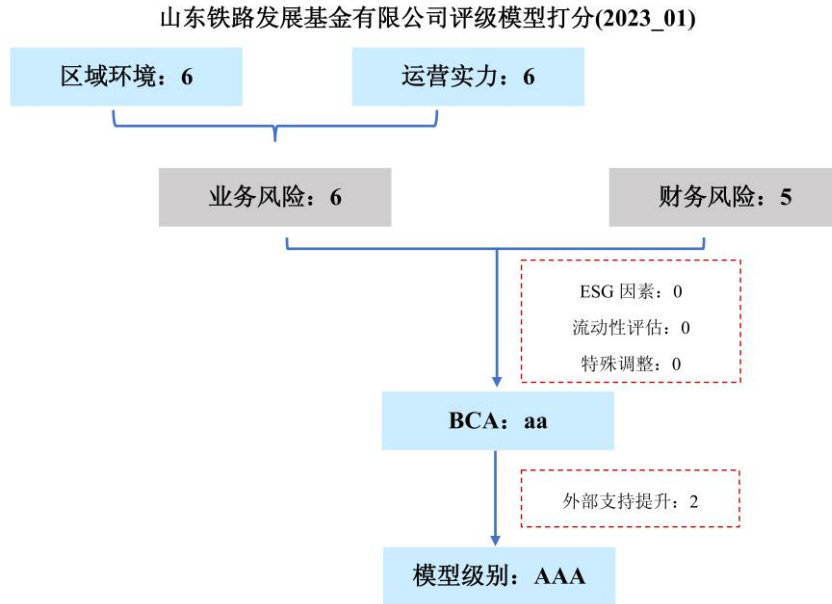 山东铁路发展基金有限公司评级模型打分(2023_01)
区域环境：6
运营实力：6
业务风险：6
财务风险：5
ESG 因素：0
流动性评估：0
特殊调整：0
BCA：aa
外部支持提升：2
模型级别：AAA